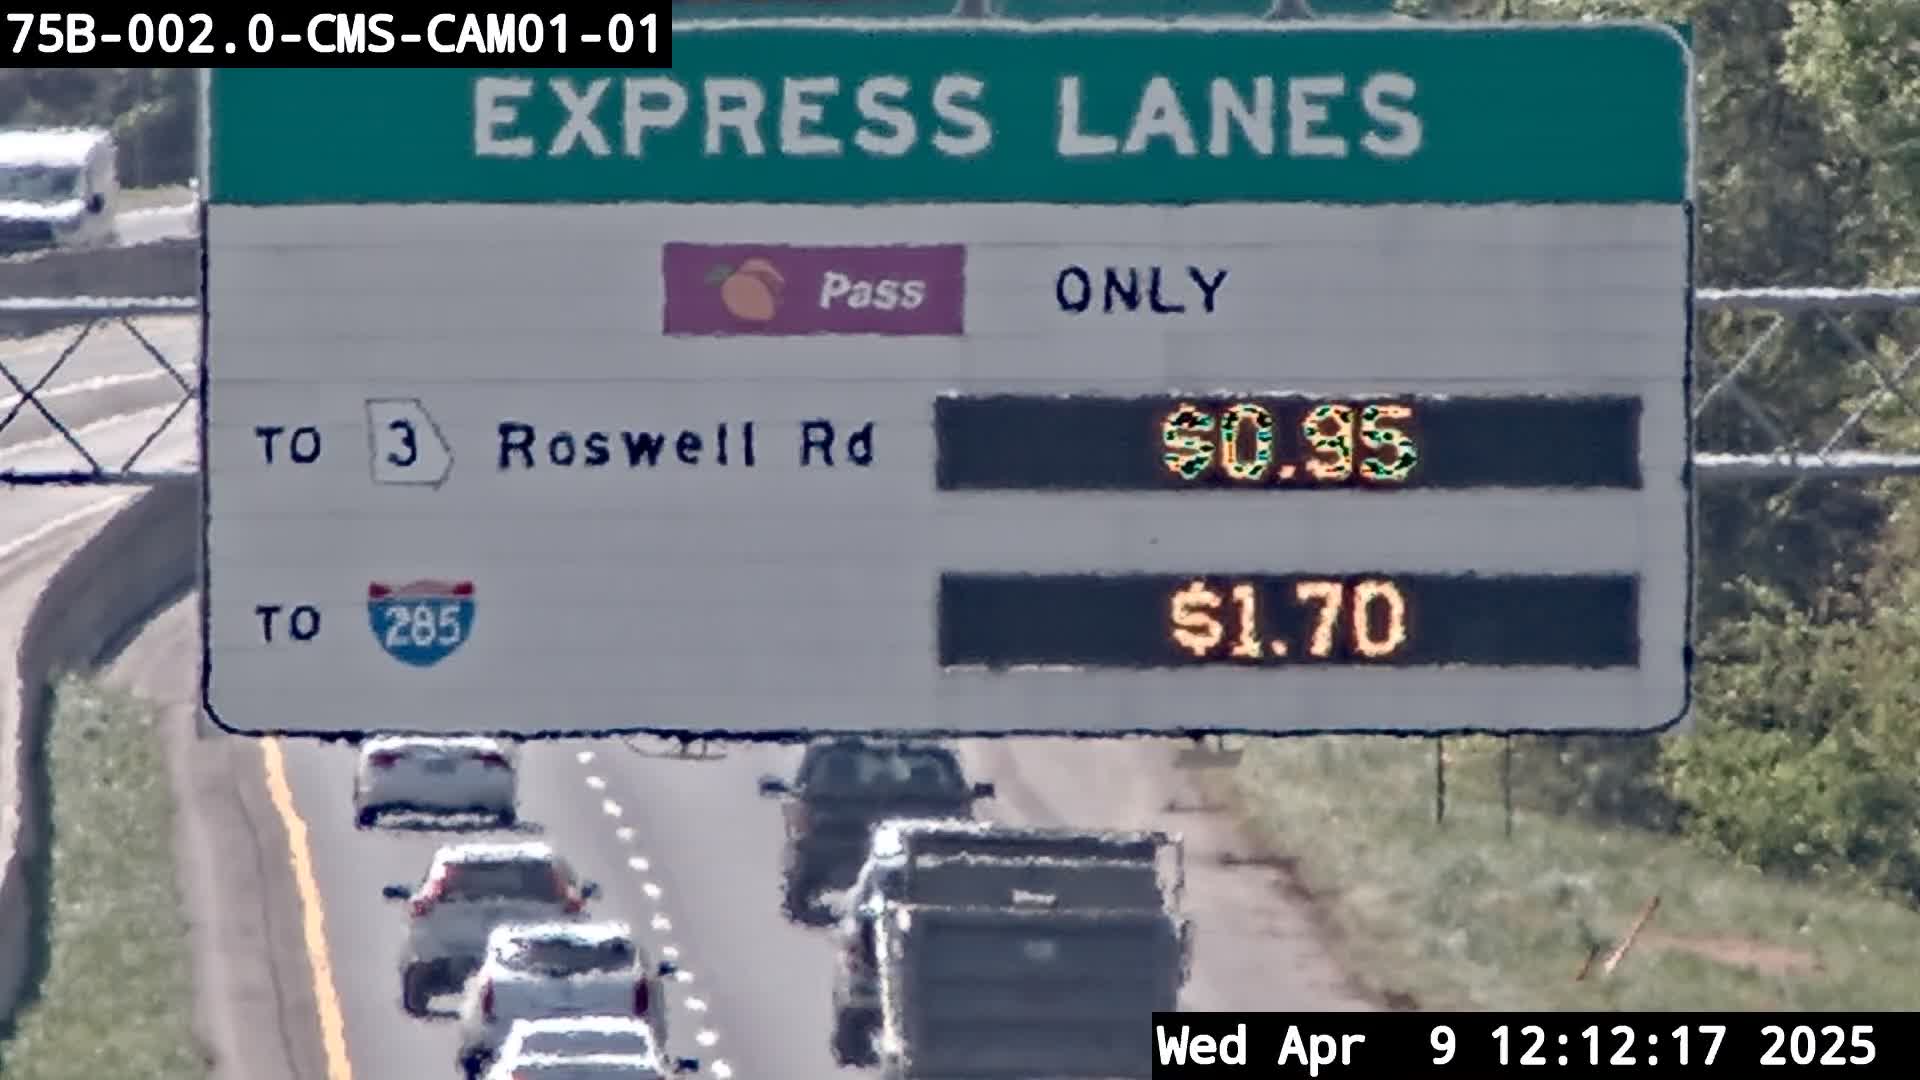 75B-002.0-CMS-CAM01-01
EXPRESS LANES
Pass ONLY
TO 3 Roswell Rd $0.95
TO 285 $1.70
Wed Apr 9 12:12:17 2025